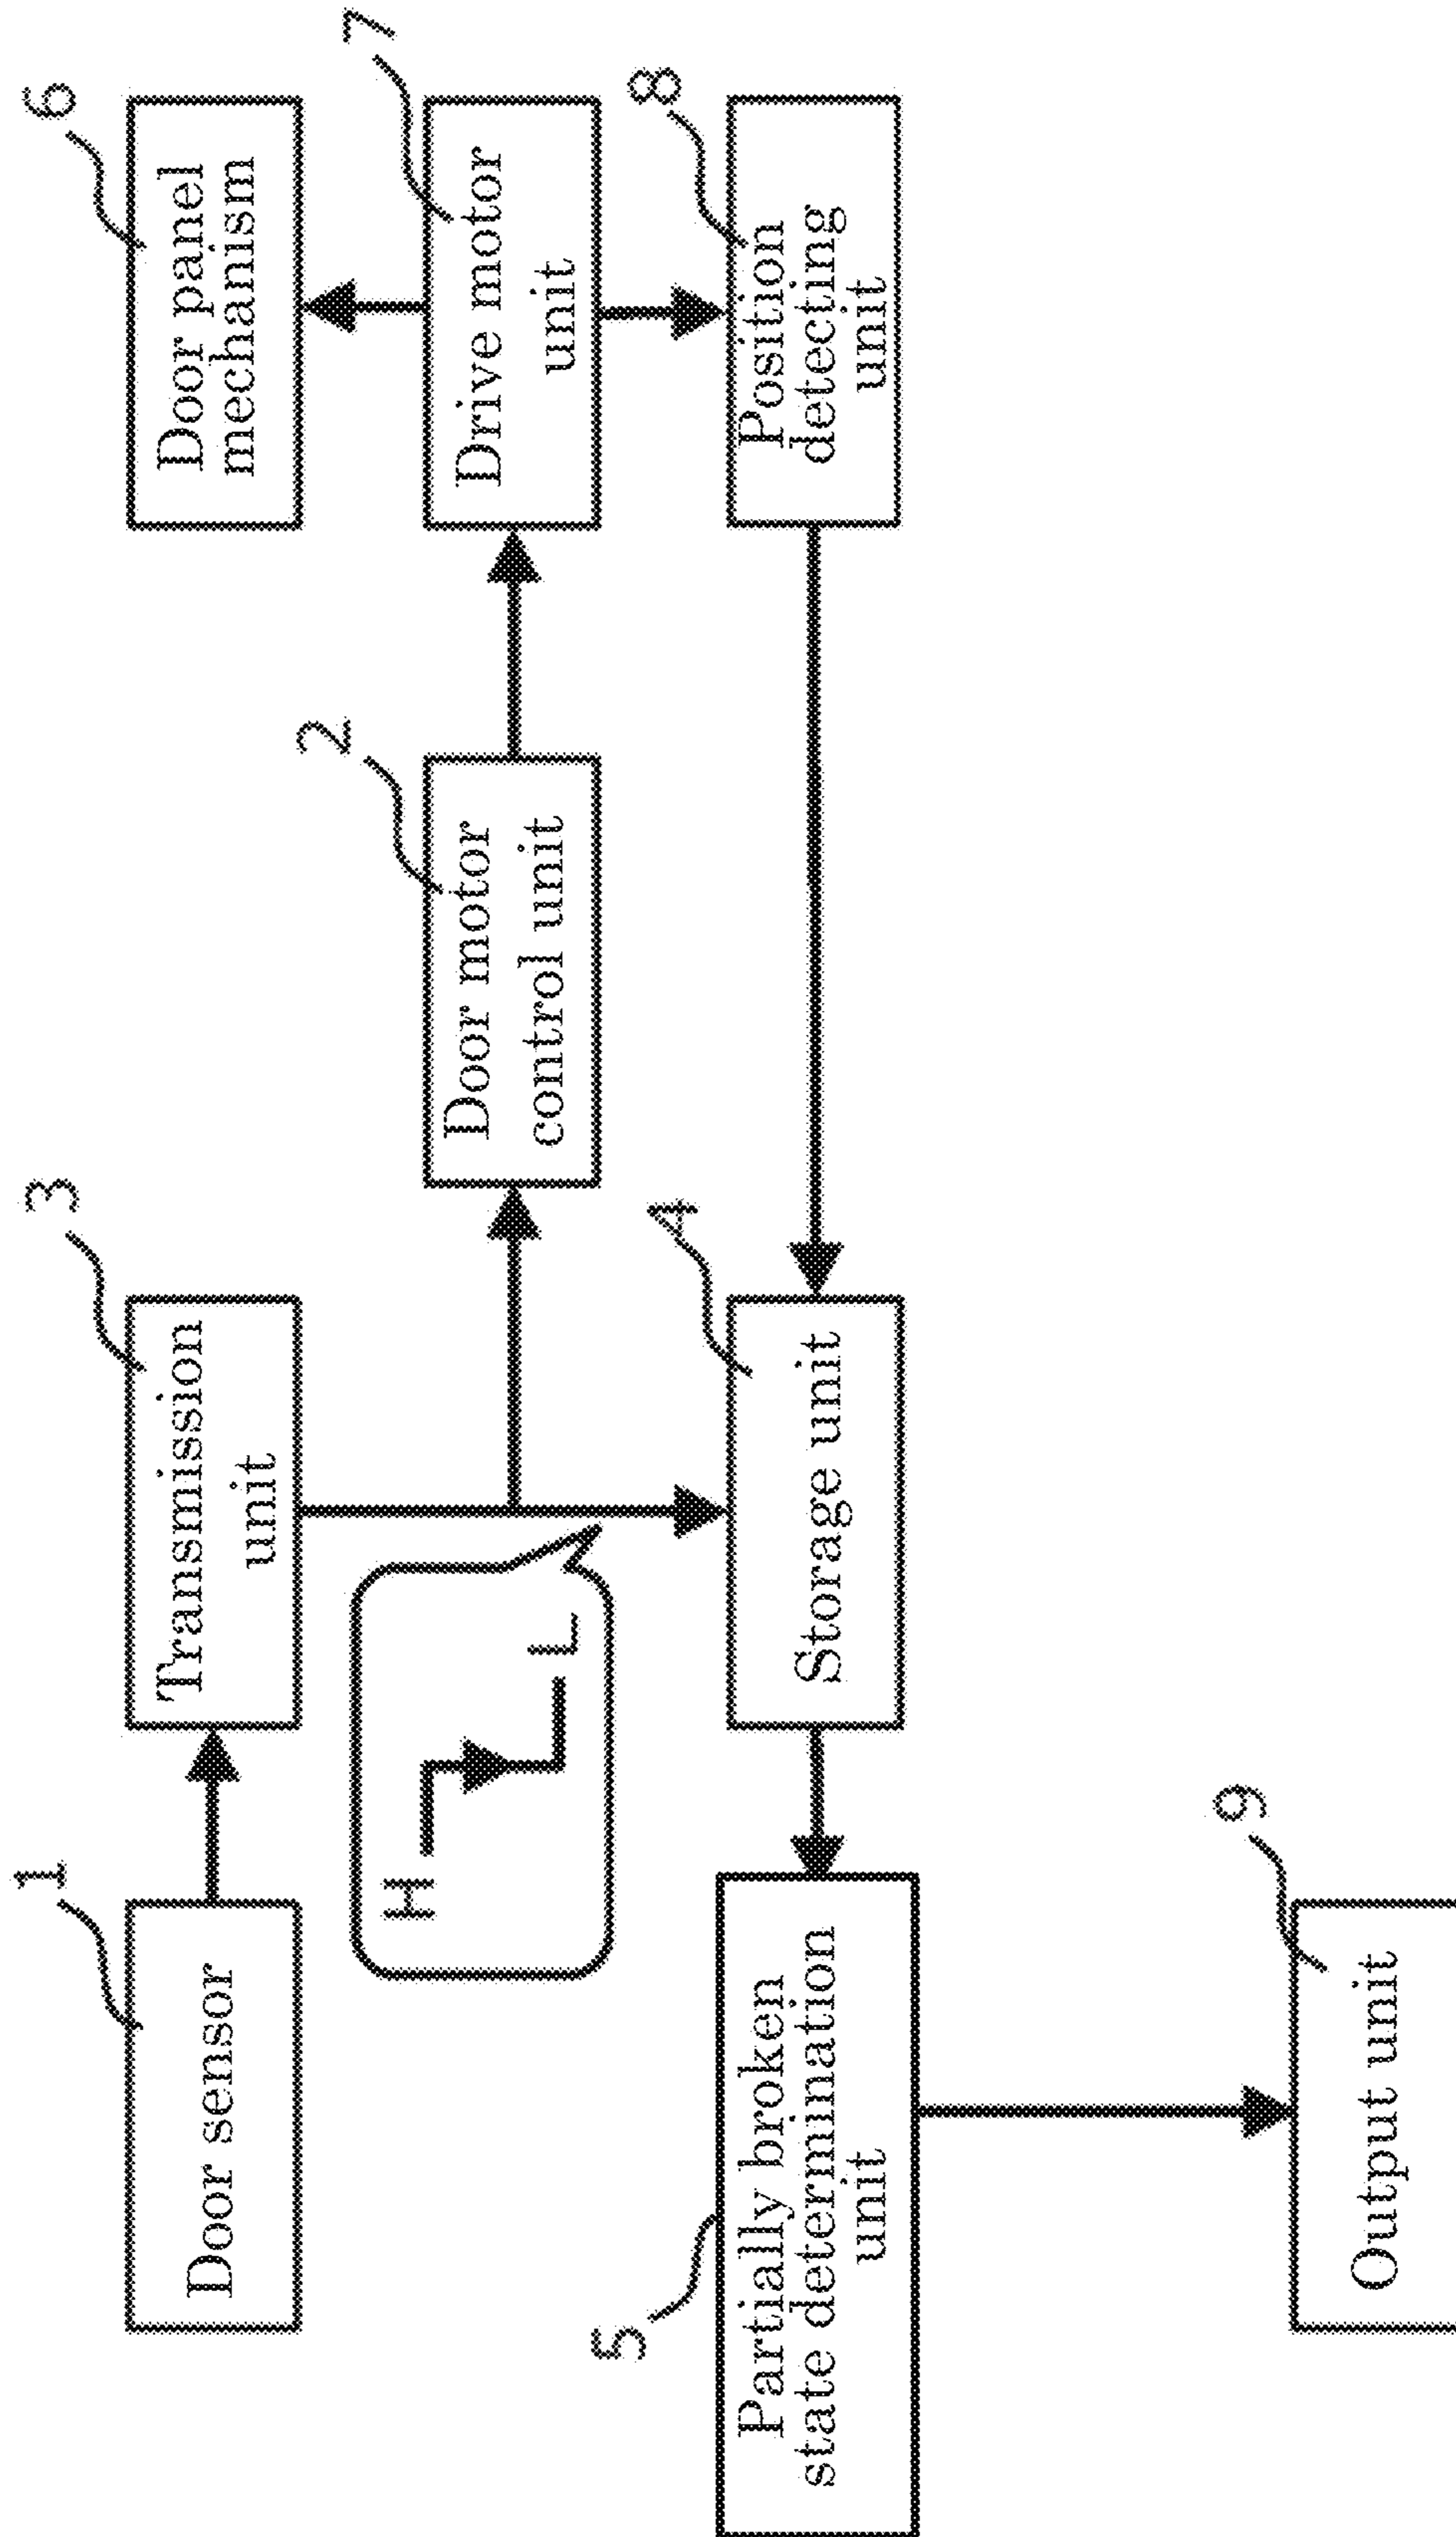 1
Door sensor
3
Transmission
unit
6
Door panel
mechanism
H
L
2
Door motor
control unit
7
Drive motor
unit
5
Partially broken
state determination
unit
4
Storage unit
8
Position
detecting
unit
9
Output unit